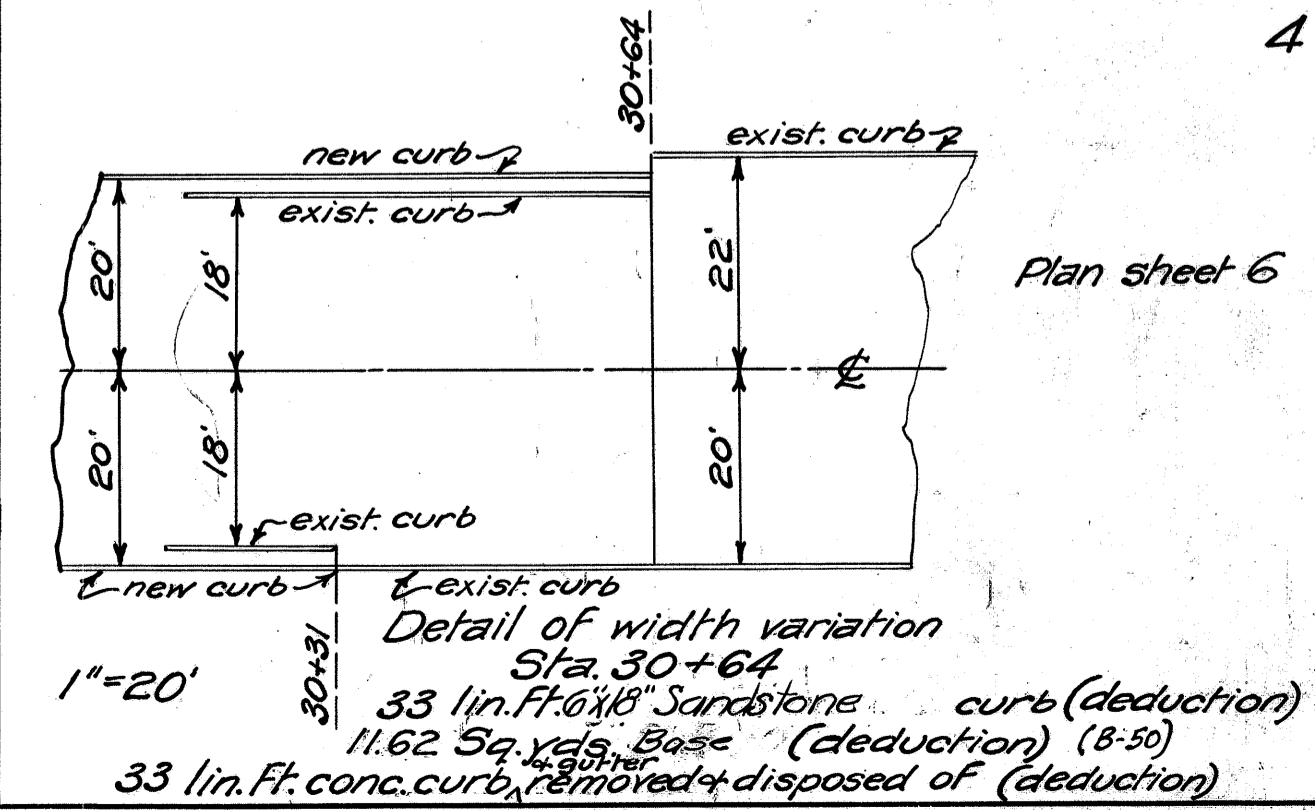 4
30+64
exist. curb
new curb
exist. curb
20'
18'
22'
Plan sheet 6
℄
20'
18'
20'
exist. curb
new curb
exist. curb
30+31
Detail of width variation
Sta. 30+64
1"=20'
33 lin.Ft. 6"x18" Sandstone curb (deduction)
11.62 Sq.yds. Base (deduction) (B-50)
& gutter
33 lin.Ft. conc.curb ^ removed & disposed of (deduction)